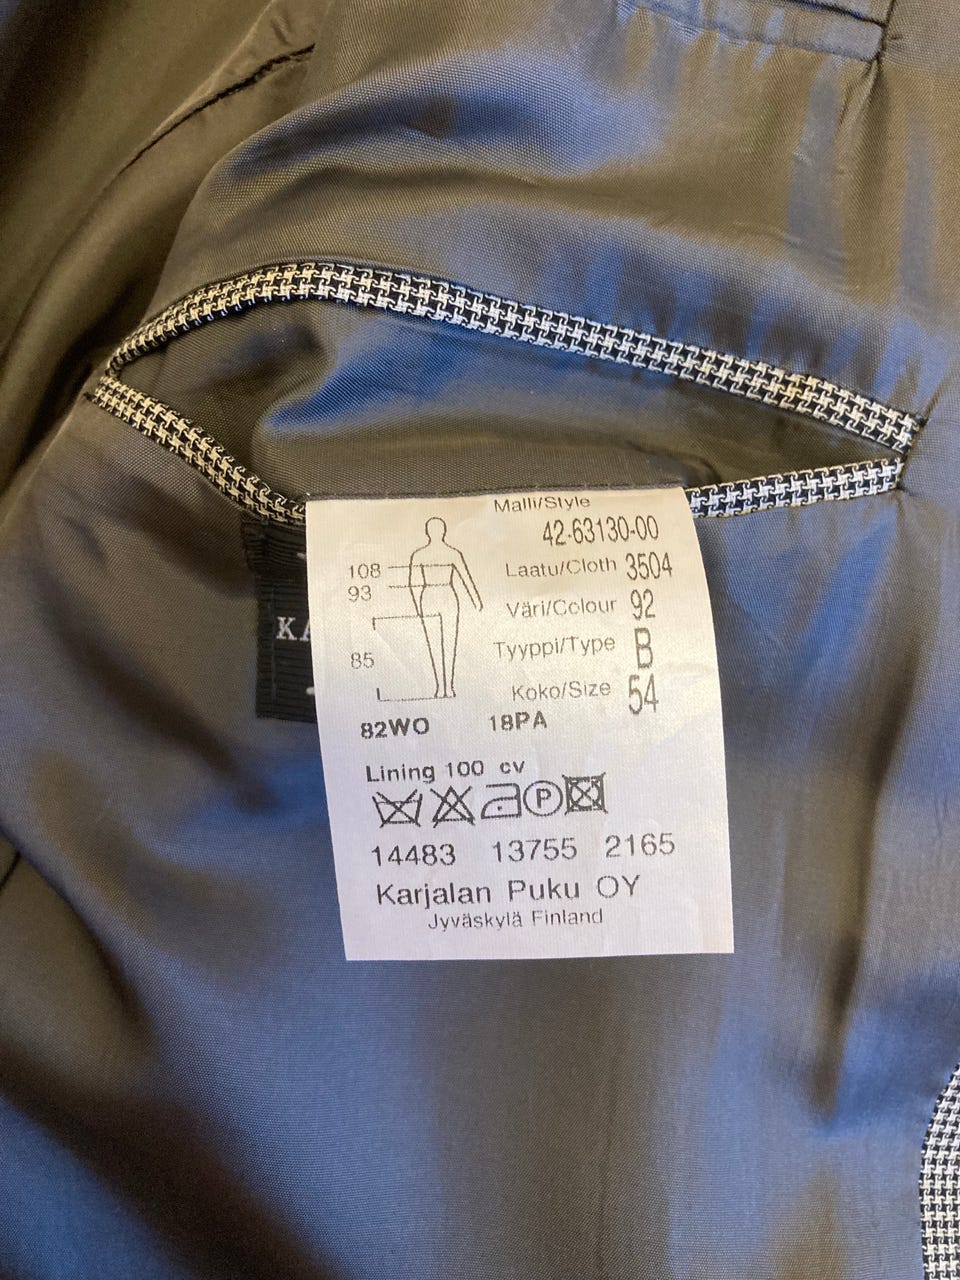 Malli/Style
42-63130-00
108
Laatu/Cloth 3504
93
Väri/Colour 92
Tyyppi/Type B
85
Koko/Size 54
82WO 18PA
Lining 100 cv
P
14483 13755 2165
Karjalan Puku OY
Jyväskylä Finland
KA